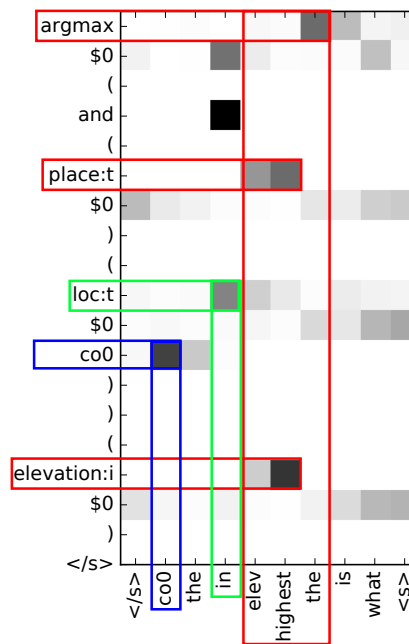 argmax
$0
(
and
(
place:t
$0
)
(
loc:t
$0
co0
)
)
(
elevation:i
$0
)
</s>
</s>
co0
the
in
elev
highest
the
is
what
<s>